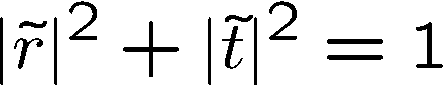 |r̃|² + |t̃|² = 1